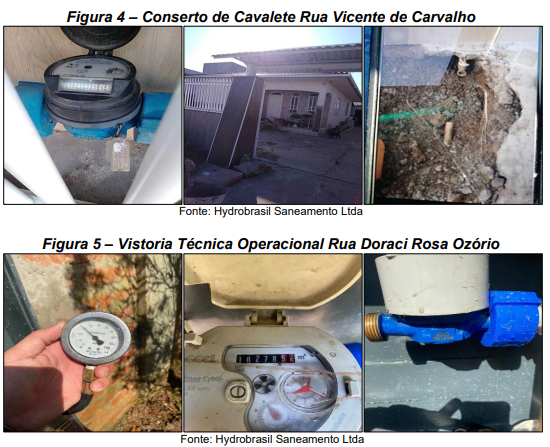 Figura 4 – Conserto de Cavalete Rua Vicente de Carvalho
Fonte: Hydrobrasil Saneamento Ltda
Figura 5 – Vistoria Técnica Operacional Rua Doraci Rosa Ozório
m³
Fonte: Hydrobrasil Saneamento Ltda